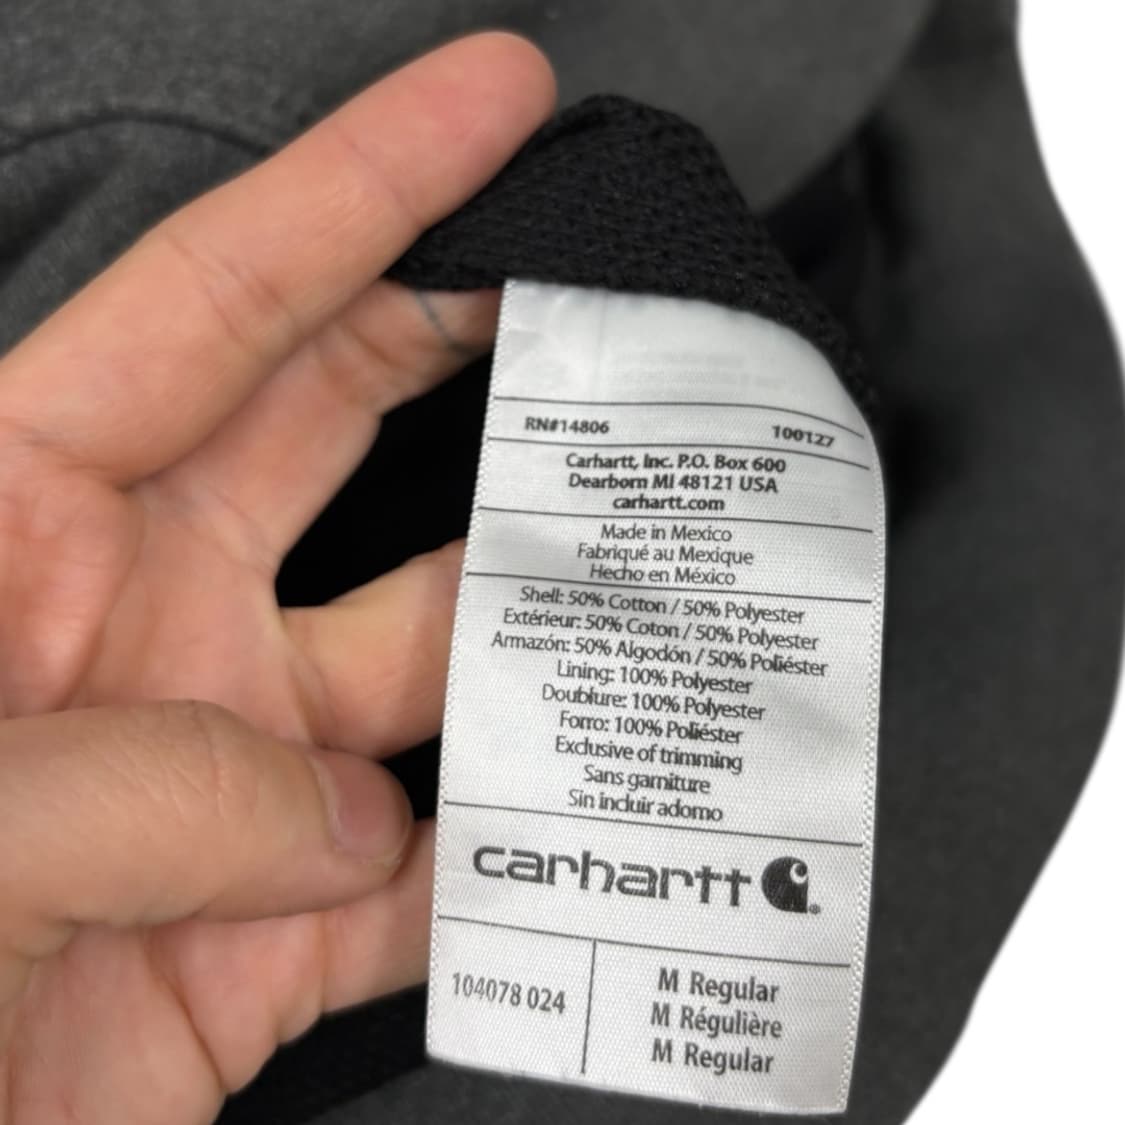 RN#14806 100127
Carhartt, Inc. P.O. Box 600
Dearborn MI 48121 USA
carhartt.com
Made in Mexico
Fabriqué au Mexique
Hecho en México
Shell: 50% Cotton / 50% Polyester
Extérieur: 50% Coton / 50% Polyester
Armazón: 50% Algodón / 50% Poliéster
Lining: 100% Polyester
Doublure: 100% Polyester
Forro: 100% Poliéster
Exclusive of trimming
Sans garniture
Sin incluir adorno
carhartt
104078 024
M Regular
M Régulière
M Regular